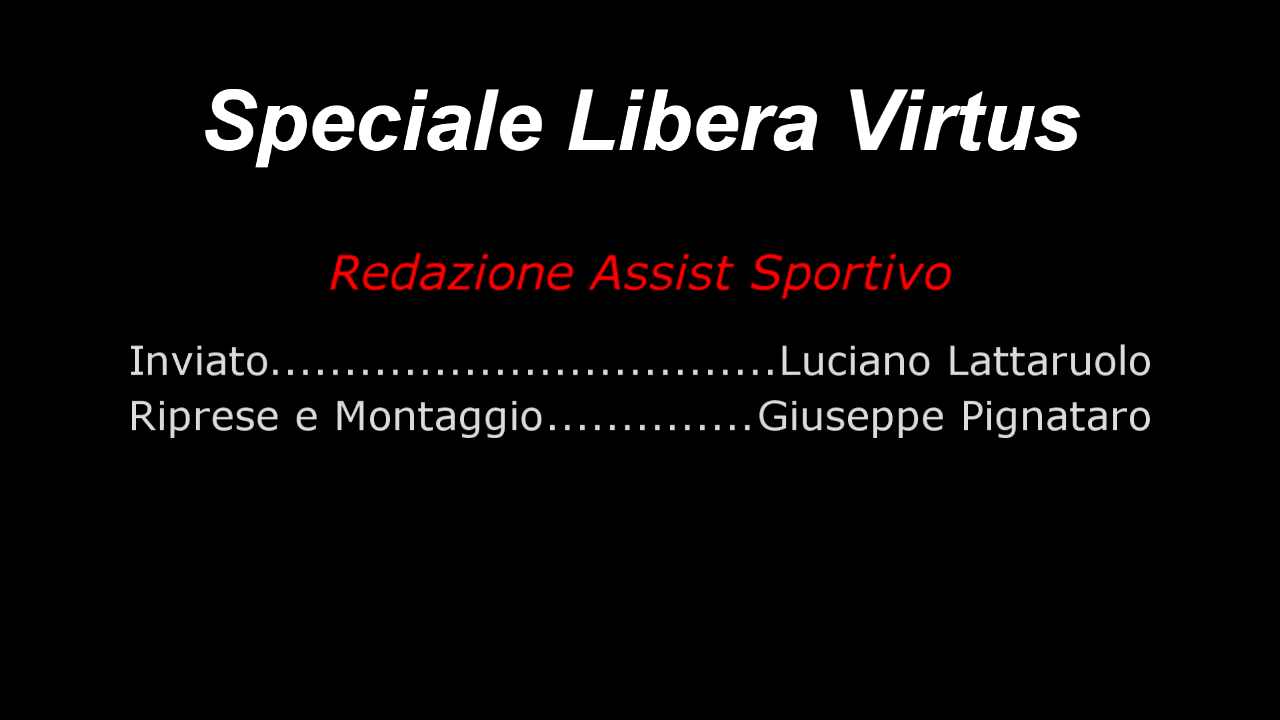 Speciale Libera Virtus
Redazione Assist Sportivo
Inviato..................................Luciano Lattaruolo
Riprese e Montaggio..............Giuseppe Pignataro